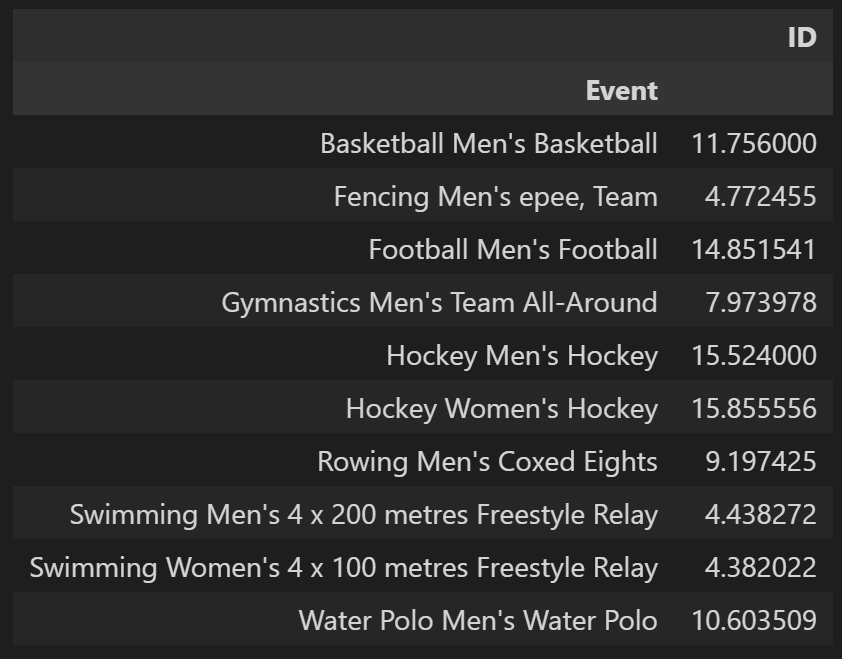 ID
Event
Basketball Men's Basketball 11.756000
Fencing Men's epee, Team 4.772455
Football Men's Football 14.851541
Gymnastics Men's Team All-Around 7.973978
Hockey Men's Hockey 15.524000
Hockey Women's Hockey 15.855556
Rowing Men's Coxed Eights 9.197425
Swimming Men's 4 x 200 metres Freestyle Relay 4.438272
Swimming Women's 4 x 100 metres Freestyle Relay 4.382022
Water Polo Men's Water Polo 10.603509